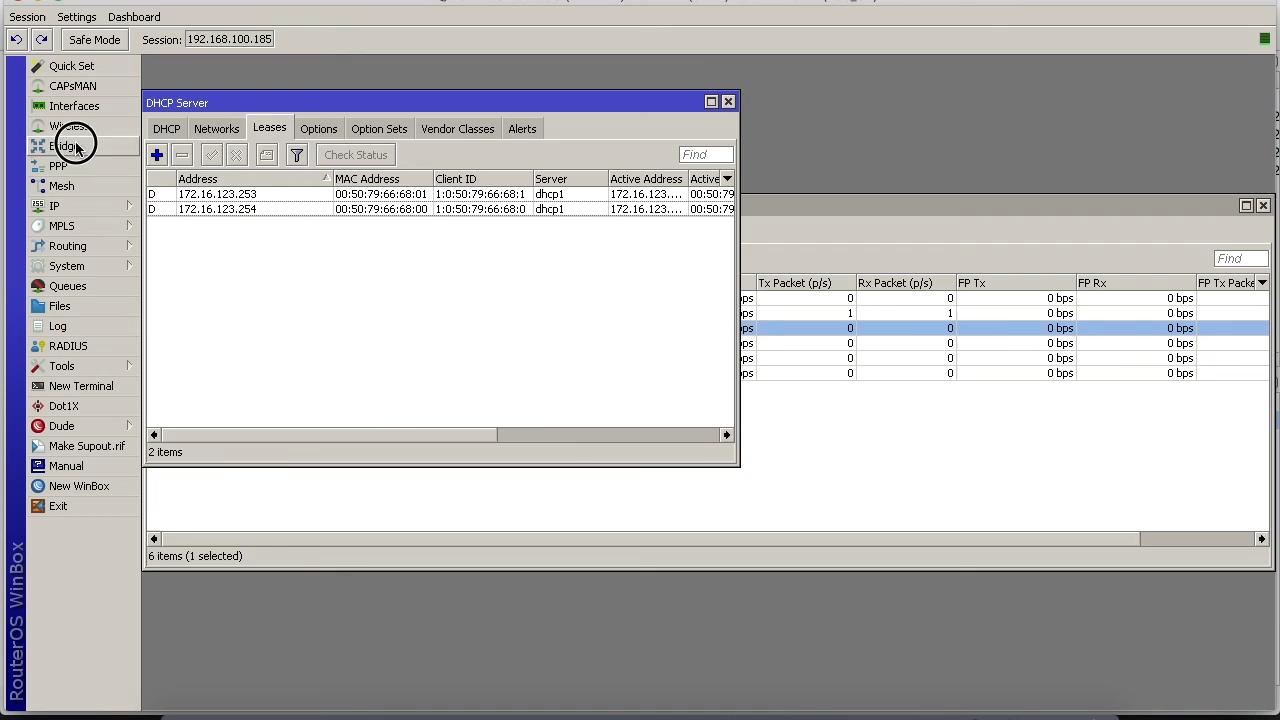 Session Settings Dashboard
Safe Mode Session: 192.168.100.185
Quick Set
CAPsMAN
Interfaces
Wireless
Bridge
PPP
Mesh
IP
MPLS
Routing
System
Queues
Files
Log
RADIUS
Tools
New Terminal
Dot1X
Dude
Make Supout.rif
Manual
New WinBox
Exit
RouterOS WinBox
DHCP Server
DHCP Networks Leases Options Option Sets Vendor Classes Alerts
Check Status Find
Address MAC Address Client ID Server Active Address Active
D 172.16.123.253 00:50:79:66:68:01 1:0:50:79:66:68:1 dhcp1 172.16.123.... 00:50:79
D 172.16.123.254 00:50:79:66:68:00 1:0:50:79:66:68:0 dhcp1 172.16.123.... 00:50:79
2 items
Find
Tx Packet (p/s) Rx Packet (p/s) FP Tx FP Rx FP Tx Packe
bps 0 0 0 bps 0 bps
bps 1 1 0 bps 0 bps
bps 0 0 0 bps 0 bps
bps 0 0 0 bps 0 bps
bps 0 0 0 bps 0 bps
bps 0 0 0 bps 0 bps
6 items (1 selected)